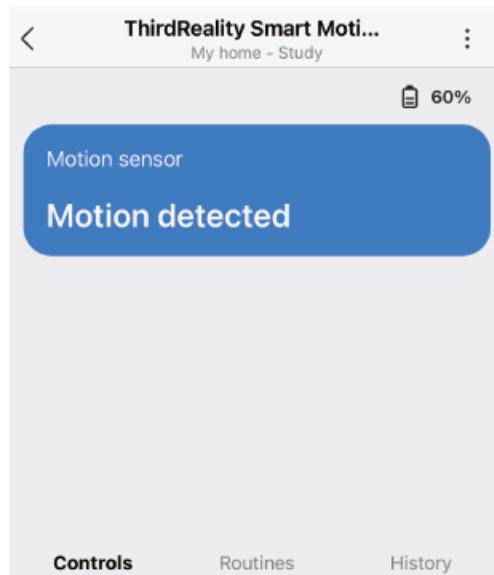 ThirdReality Smart Moti...
My home - Study
60%
Motion sensor
Motion detected
Controls Routines History